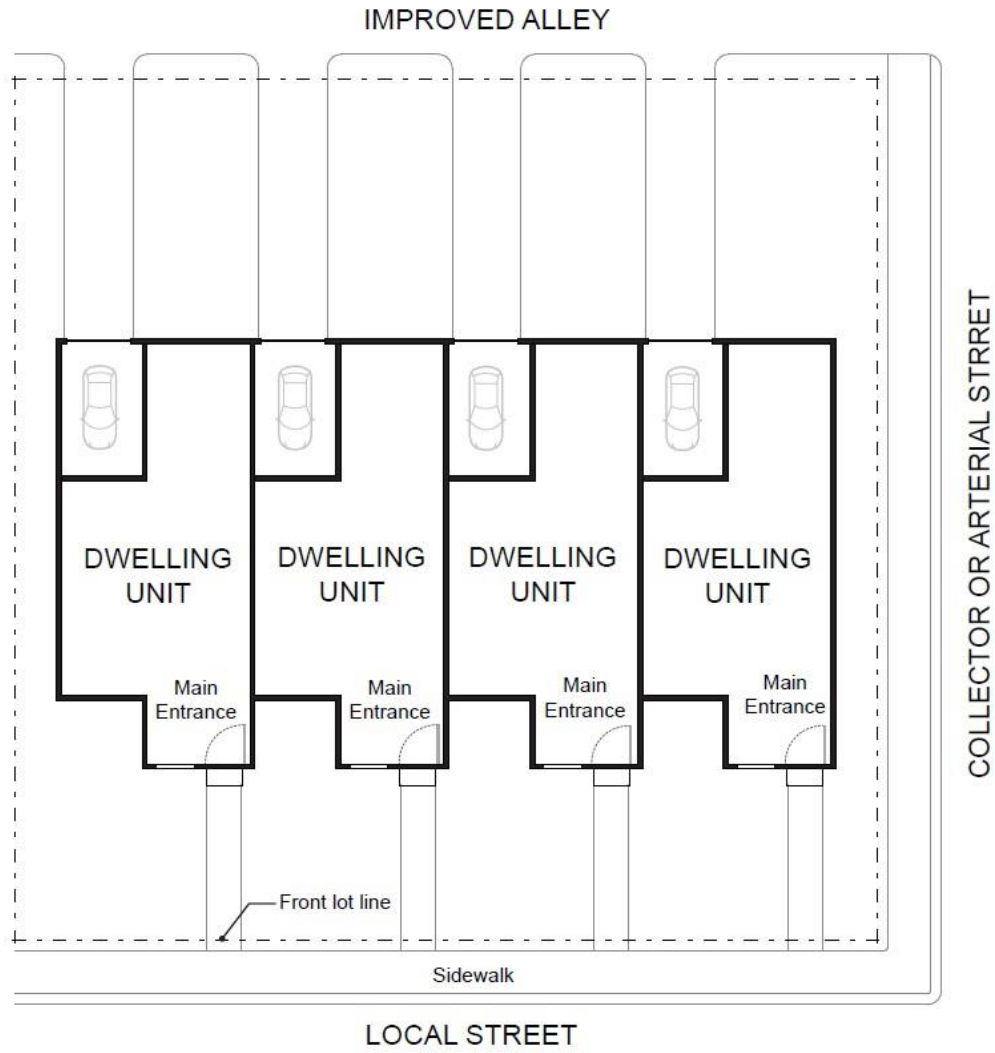 IMPROVED ALLEY
COLLECTOR OR ARTERIAL STRRET
DWELLING
UNIT
DWELLING
UNIT
DWELLING
UNIT
DWELLING
UNIT
Main
Entrance
Main
Entrance
Main
Entrance
Main
Entrance
Front lot line
Sidewalk
LOCAL STREET